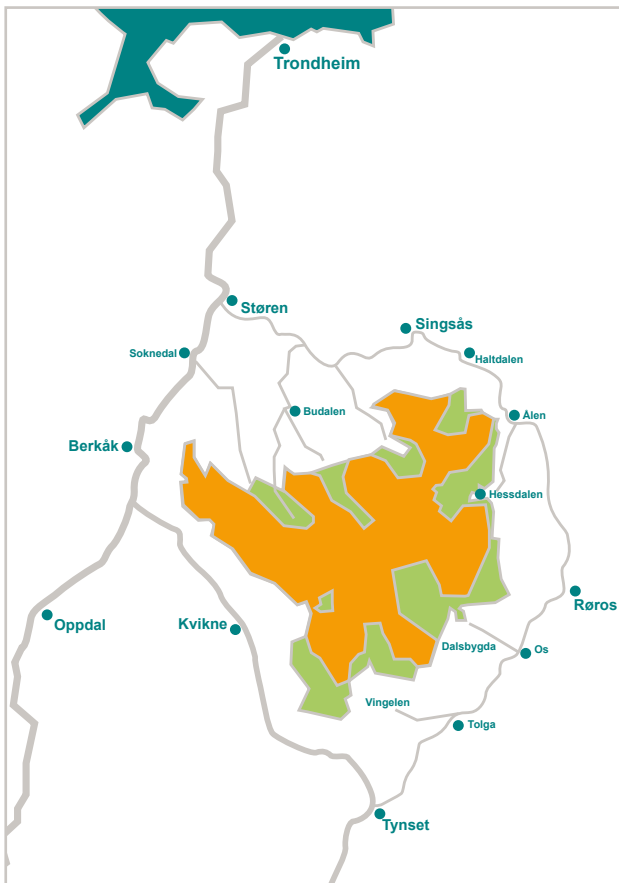 Trondheim
Støren
Singsås
Soknedal
Haltdalen
Budalen
Ålen
Berkåk
Hessdalen
Røros
Oppdal
Kvikne
Dalsbygda
Os
Vingelen
Tolga
Tynset